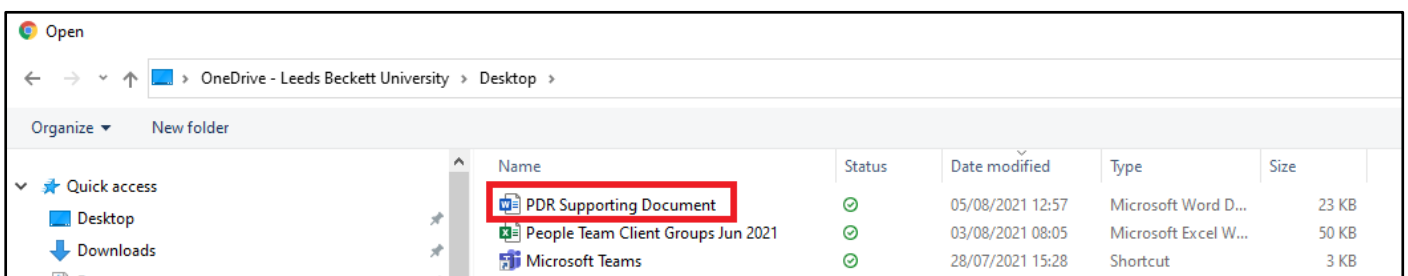 Open
OneDrive - Leeds Beckett University > Desktop >
Organize New folder
Name Status Date modified Type Size
Quick access
PDR Supporting Document 05/08/2021 12:57 Microsoft Word D... 23 KB
Desktop
People Team Client Groups Jun 2021 03/08/2021 08:05 Microsoft Excel W... 50 KB
Downloads
Microsoft Teams 28/07/2021 15:28 Shortcut 3 KB